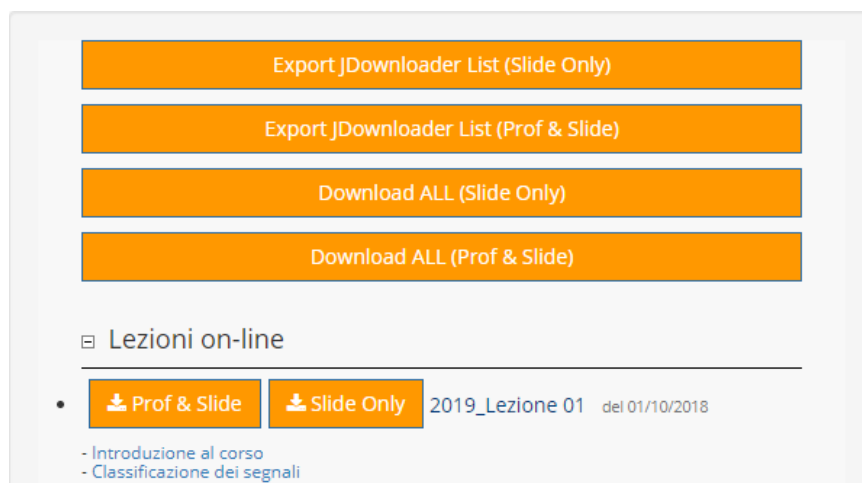 Export JDownloader List (Slide Only)
Export JDownloader List (Prof & Slide)
Download ALL (Slide Only)
Download ALL (Prof & Slide)
Lezioni on-line
Prof & Slide Slide Only 2019_Lezione 01 del 01/10/2018
- Introduzione al corso
- Classificazione dei segnali